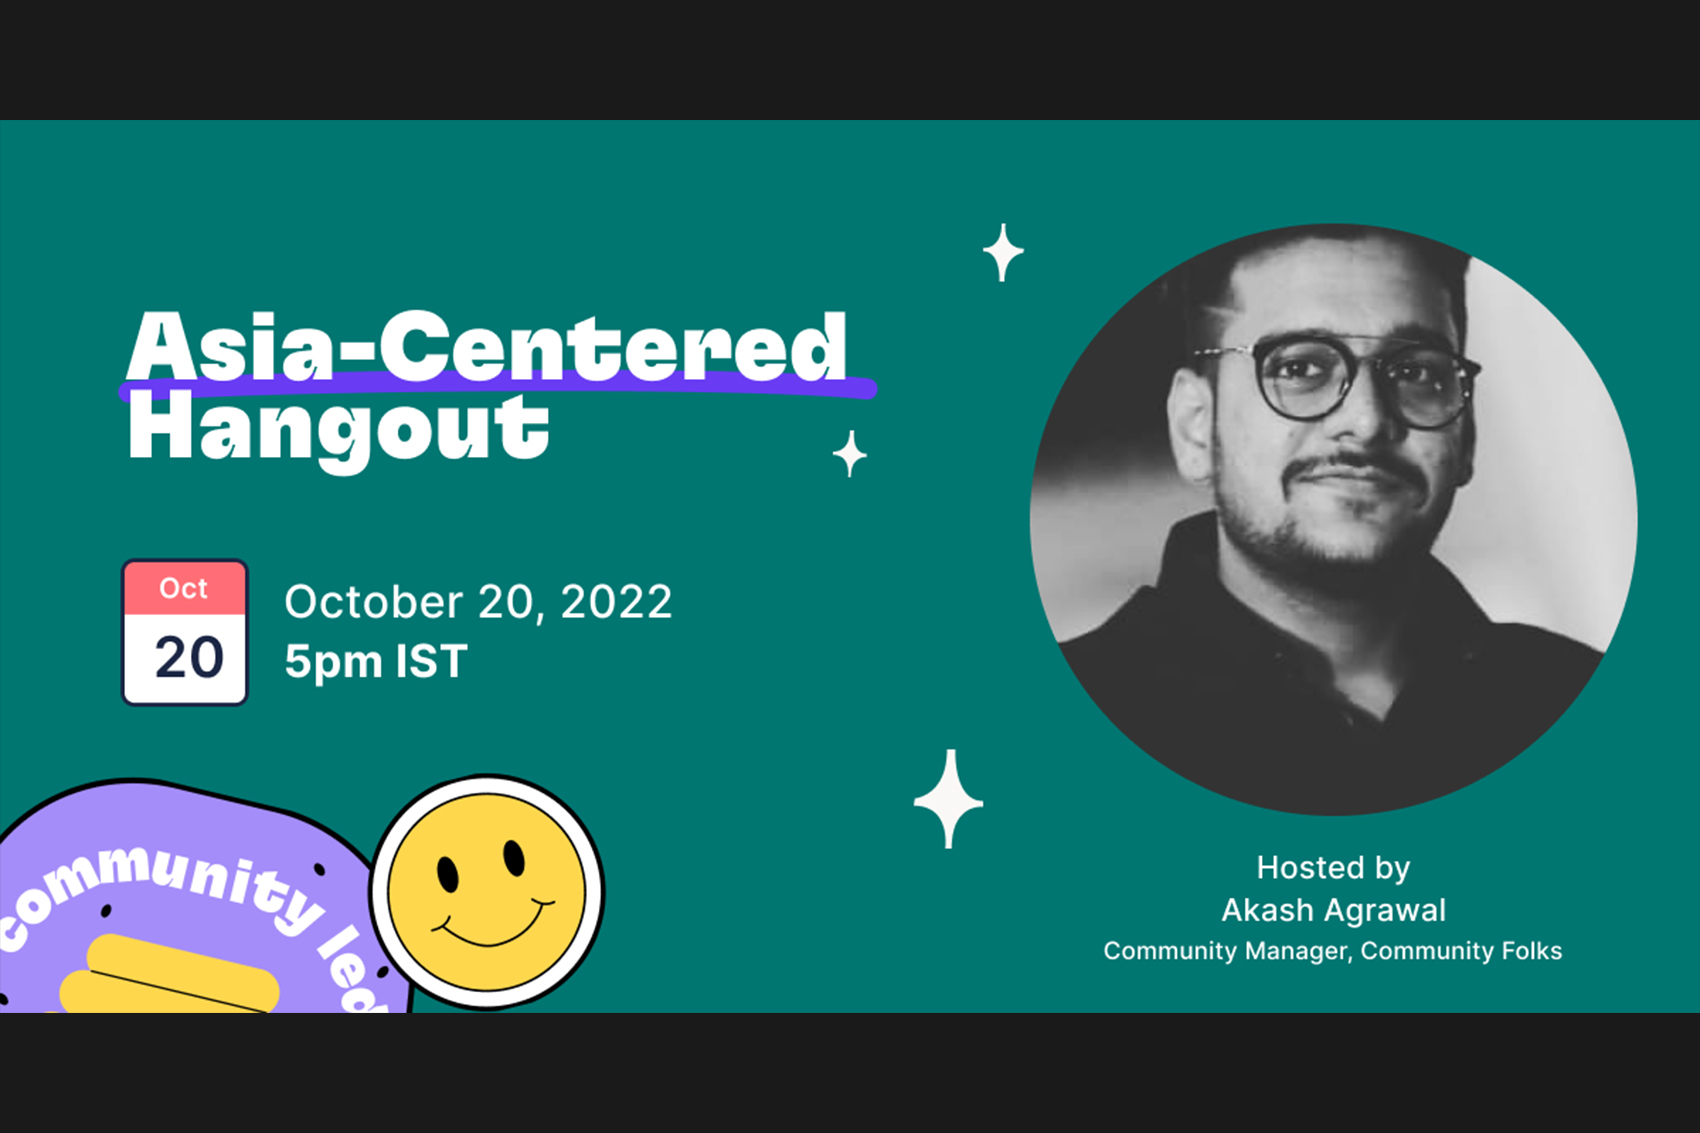 Asia-Centered
Hangout
Oct
20
October 20, 2022
5pm IST
community led
Hosted by
Akash Agrawal
Community Manager, Community Folks